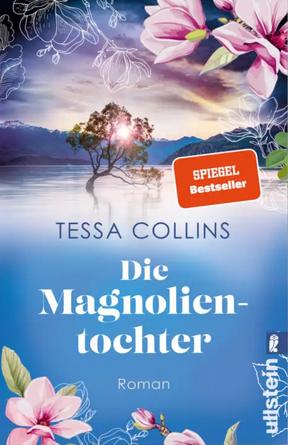 SPIEGEL
Bestseller
TESSA COLLINS
Die
Magnolien-
tochter
Roman
ullstein